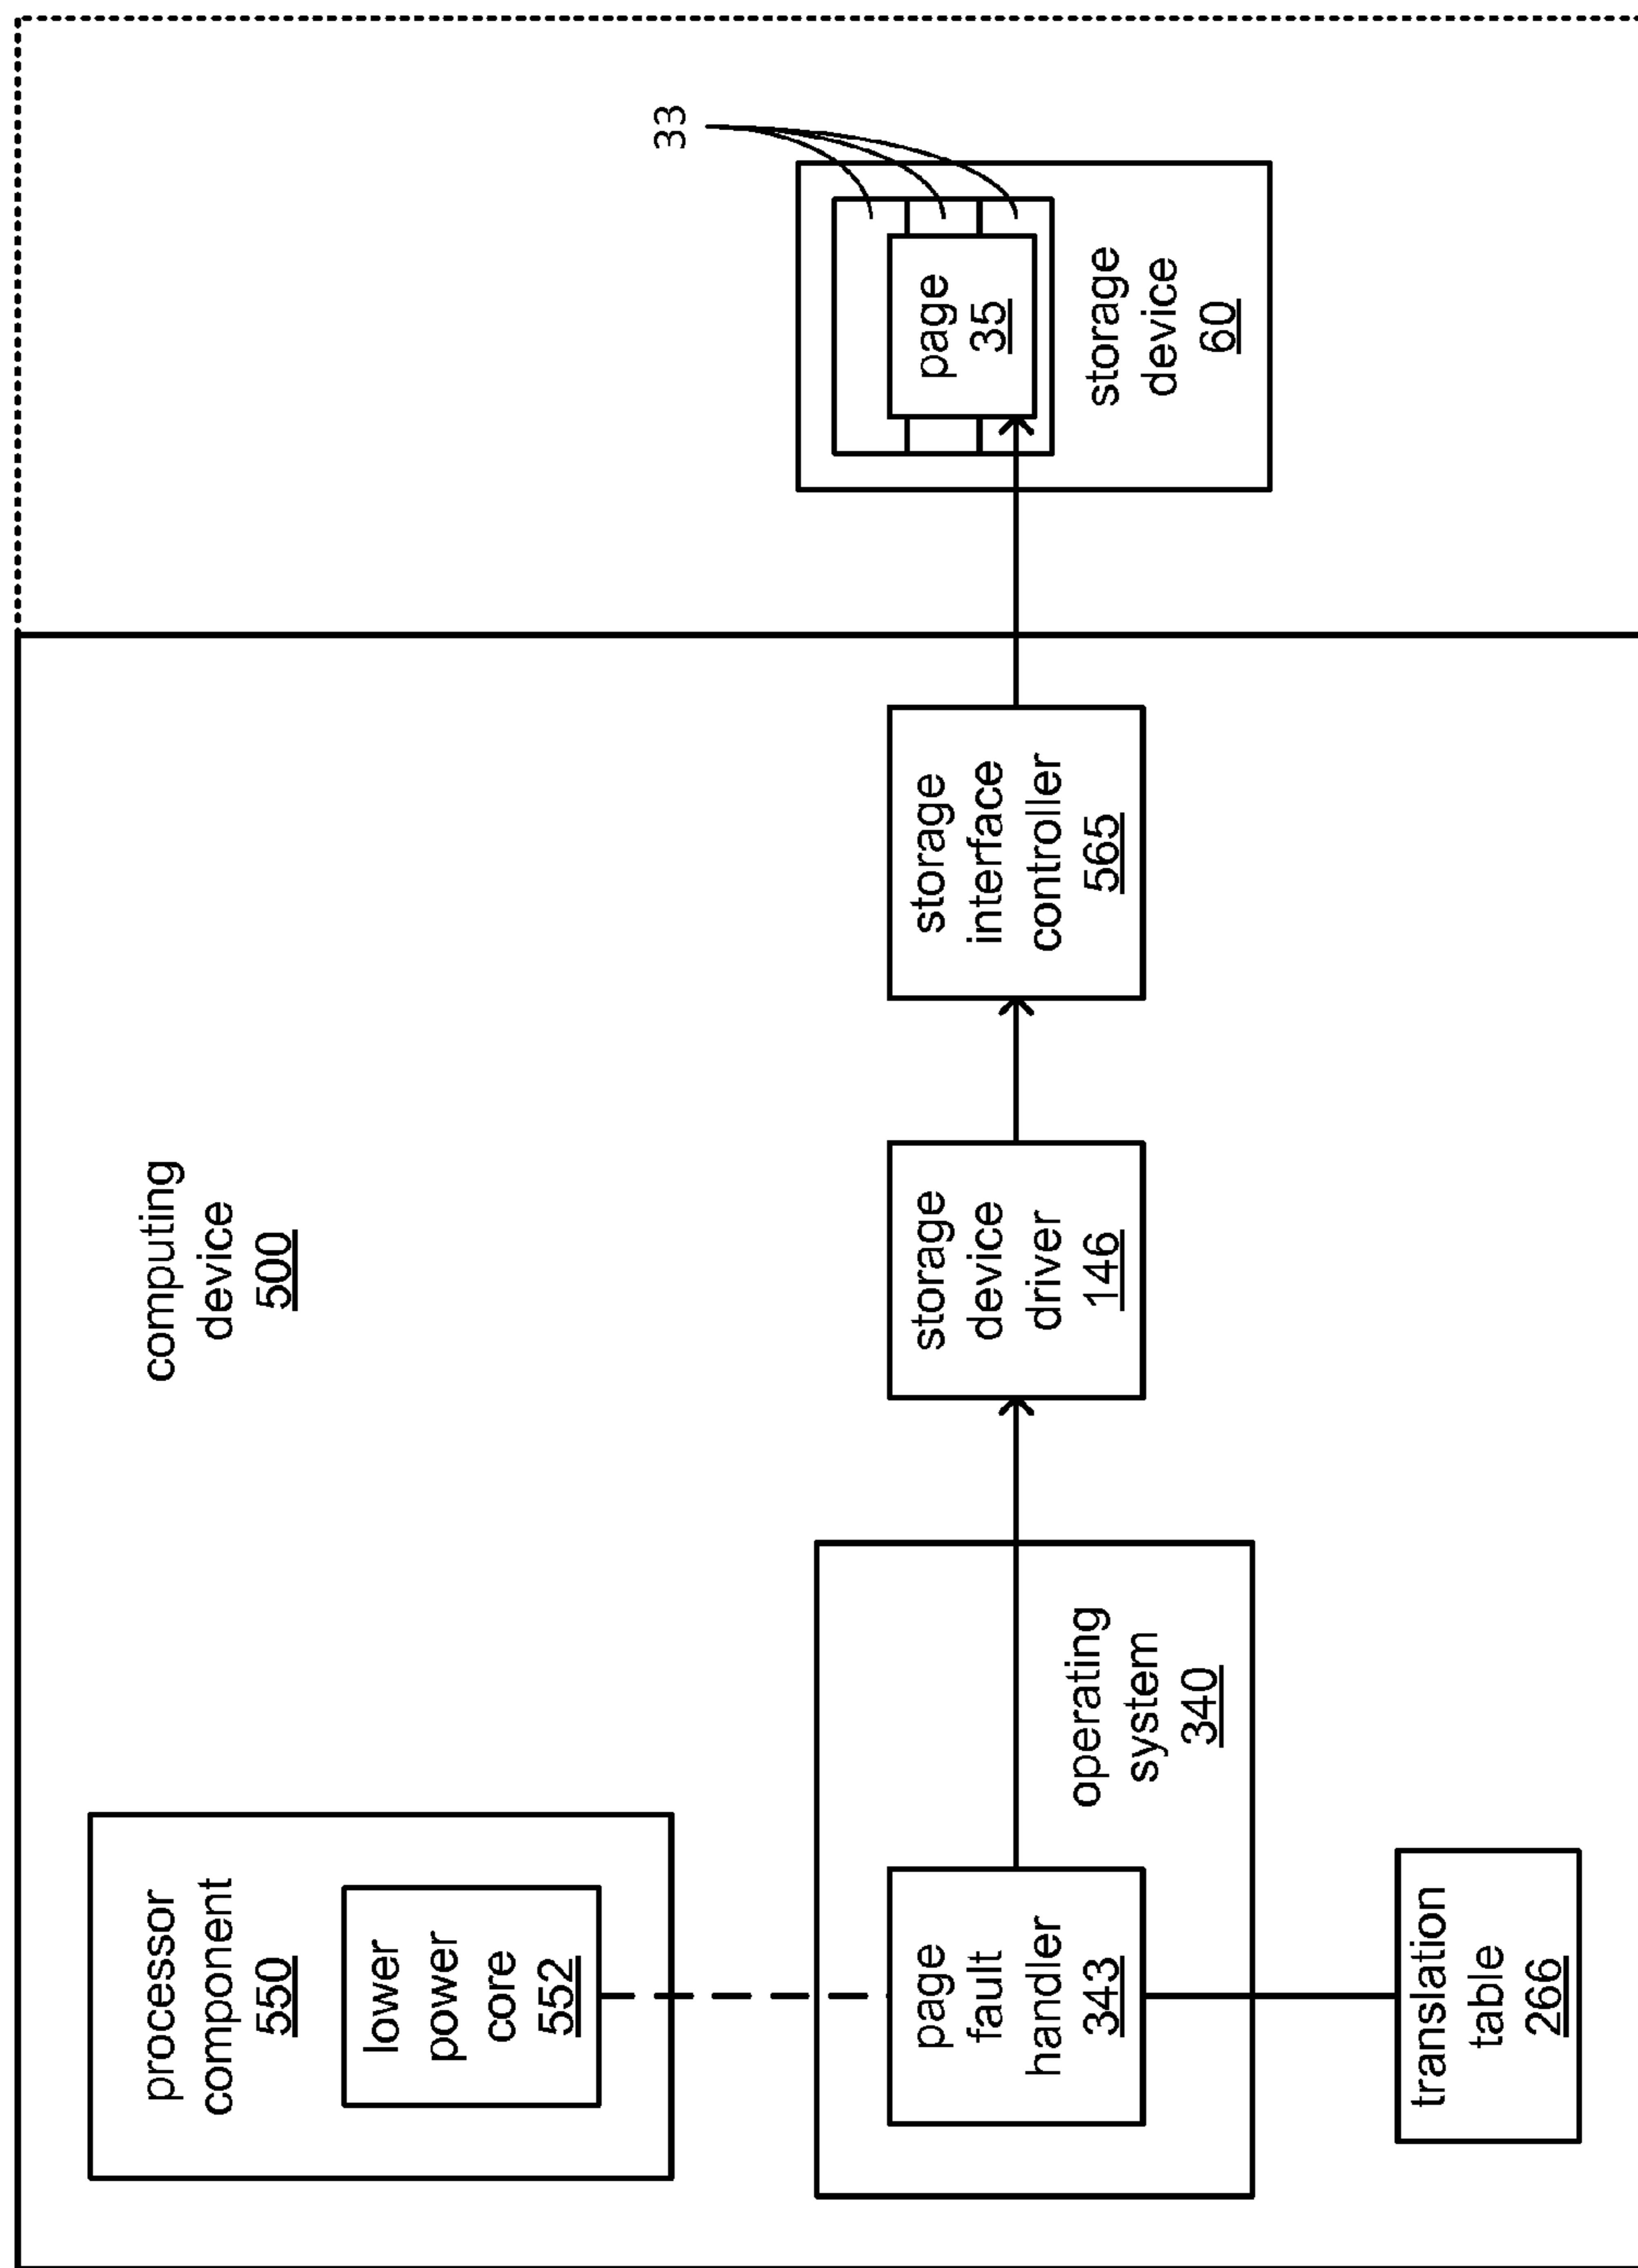 computing
device
500
processor
component
550
lower
power
core
552
page
fault
handler
343
operating
system
340
translation
table
266
storage
device
driver
146
storage
interface
controller
565
33
page
35
storage
device
60